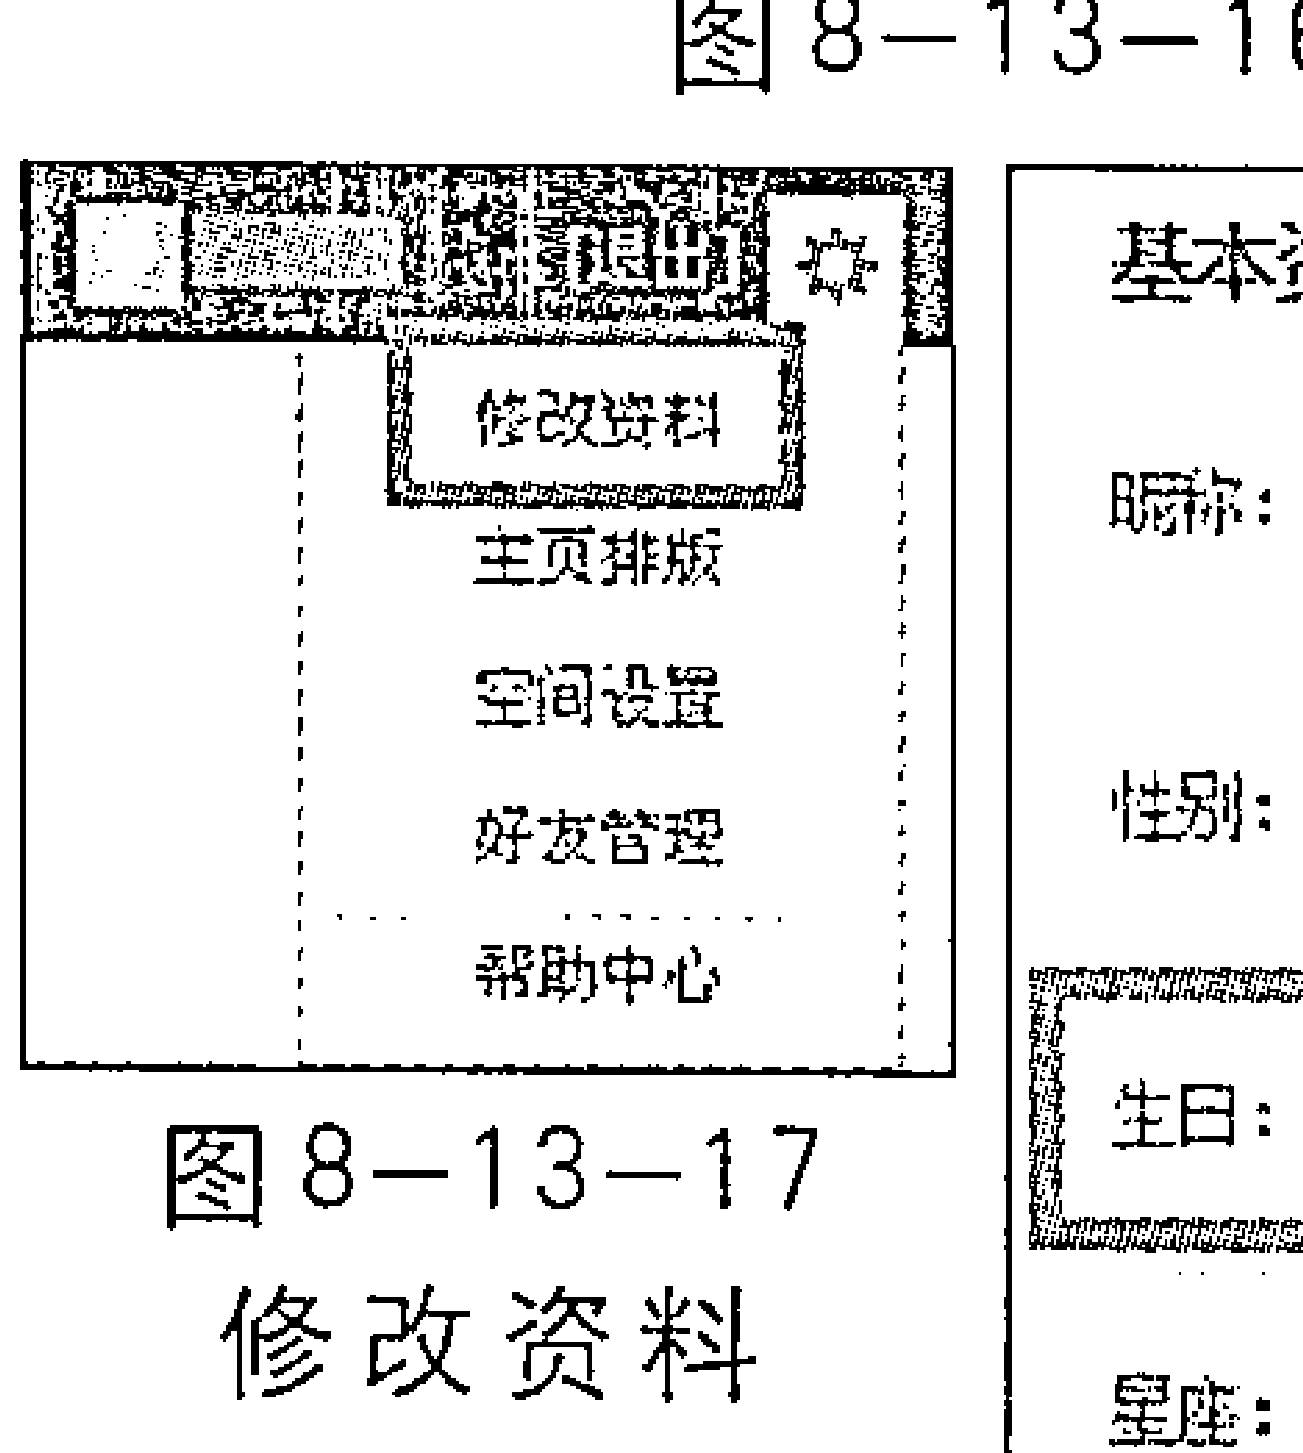 图 8-13-16
修改资料
主页排版
空间设置
好友管理
帮助中心
图 8-13-17
修改资料
基本
昵称:
性别:
生日:
星座: